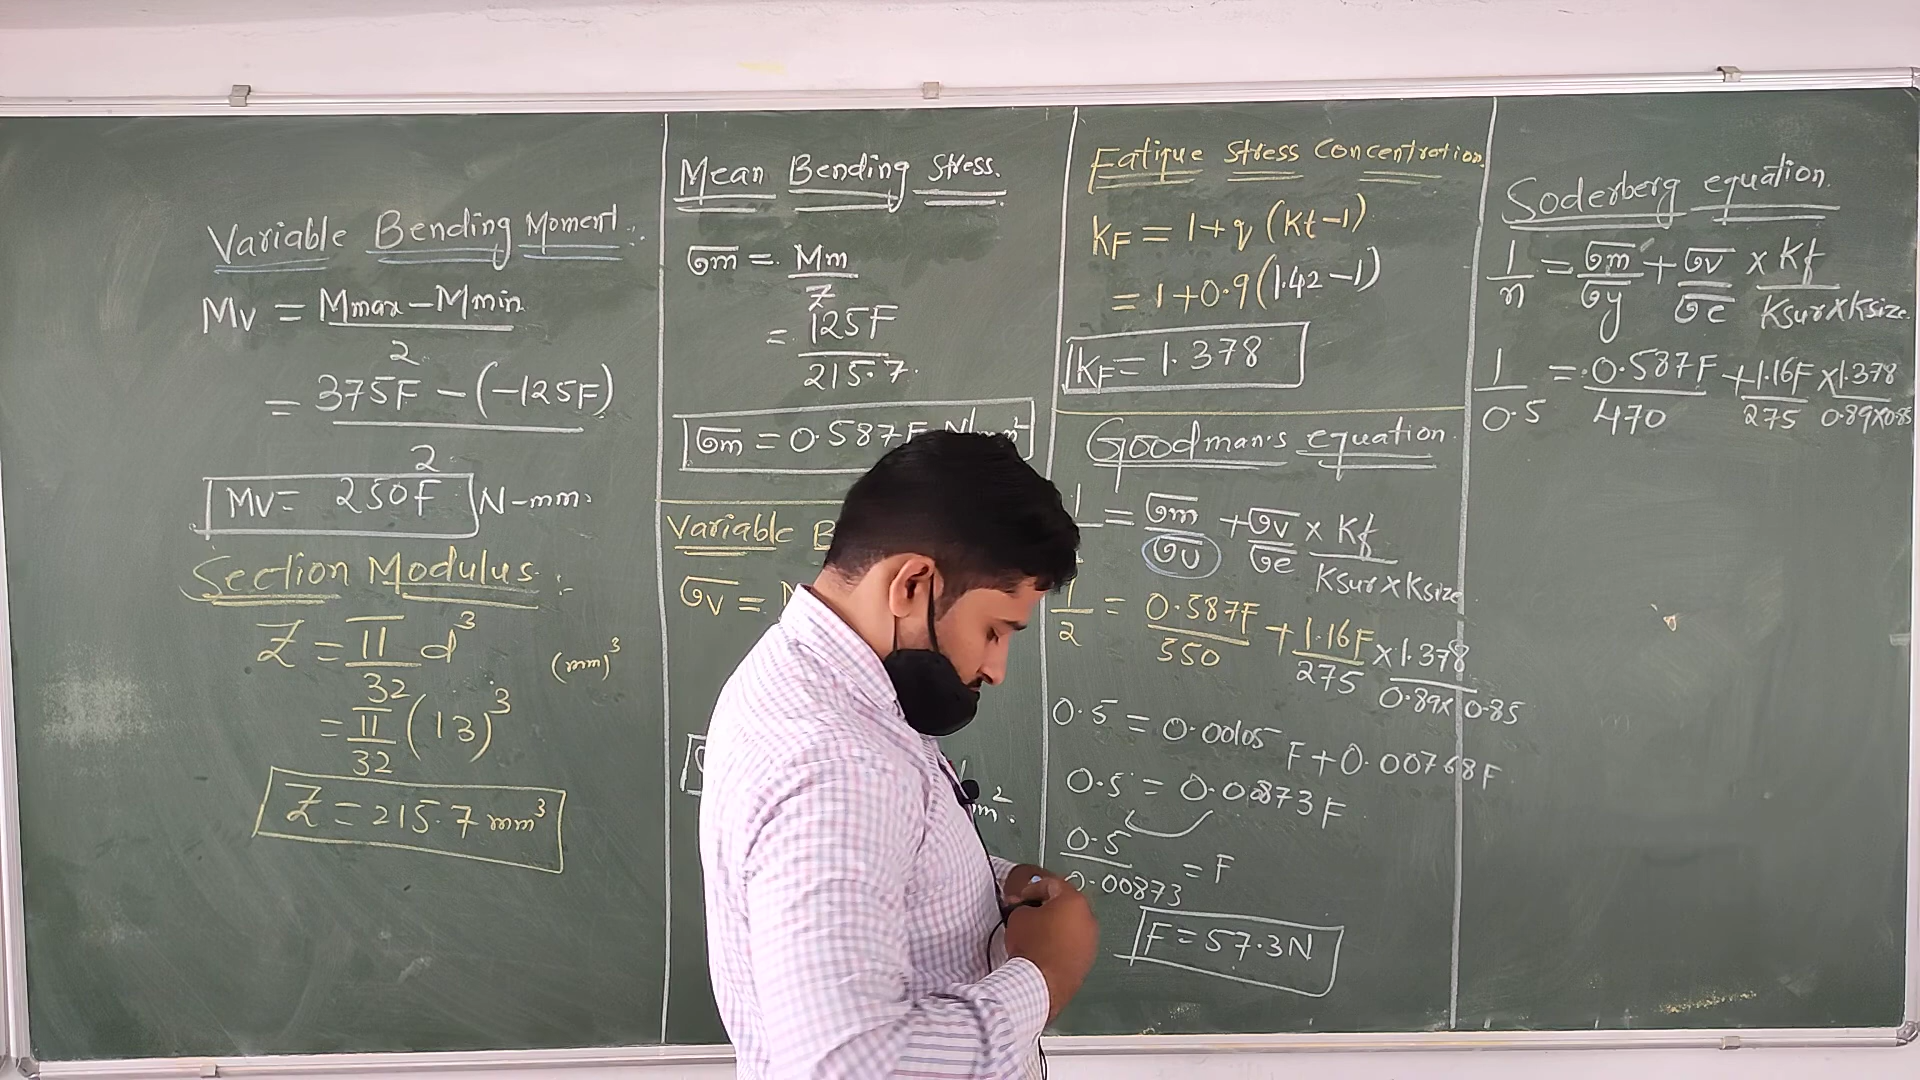 Variable Bending Moment :.
Mv = Mmax - Mmin / 2
= 375F - (-125F) / 2
Mv = 250F N-mm.
Section Modulus :-
Z = π/32 d³ (mm)³
= π/32 (13)³
Z = 215.7 mm³
Mean Bending Stress.
σm = Mm / Z
= 125F / 215.7
σm = 0.587F
Variable
σv =
Fatique Stress Concentration
KF = 1 + q (Kt - 1)
= 1 + 0.9 (1.42 - 1)
KF = 1.378
Goodman's equation
= σm/σu + σv/σe × Kf / Ksur × Ksize
1/2 = 0.587F/550 + 1.16F/275 × 1.378 / 0.89 × 0.85
0.5 = 0.00105 F + 0.00768F
0.5 = 0.00873 F
0.5 / 0.00873 = F
F = 57.3N
Soderberg equation.
1/n = σm/σy + σv/σe × Kf / Ksur × Ksize.
1/0.5 = 0.587F/470 + 1.16F/275 × 1.378 / 0.89×0.85